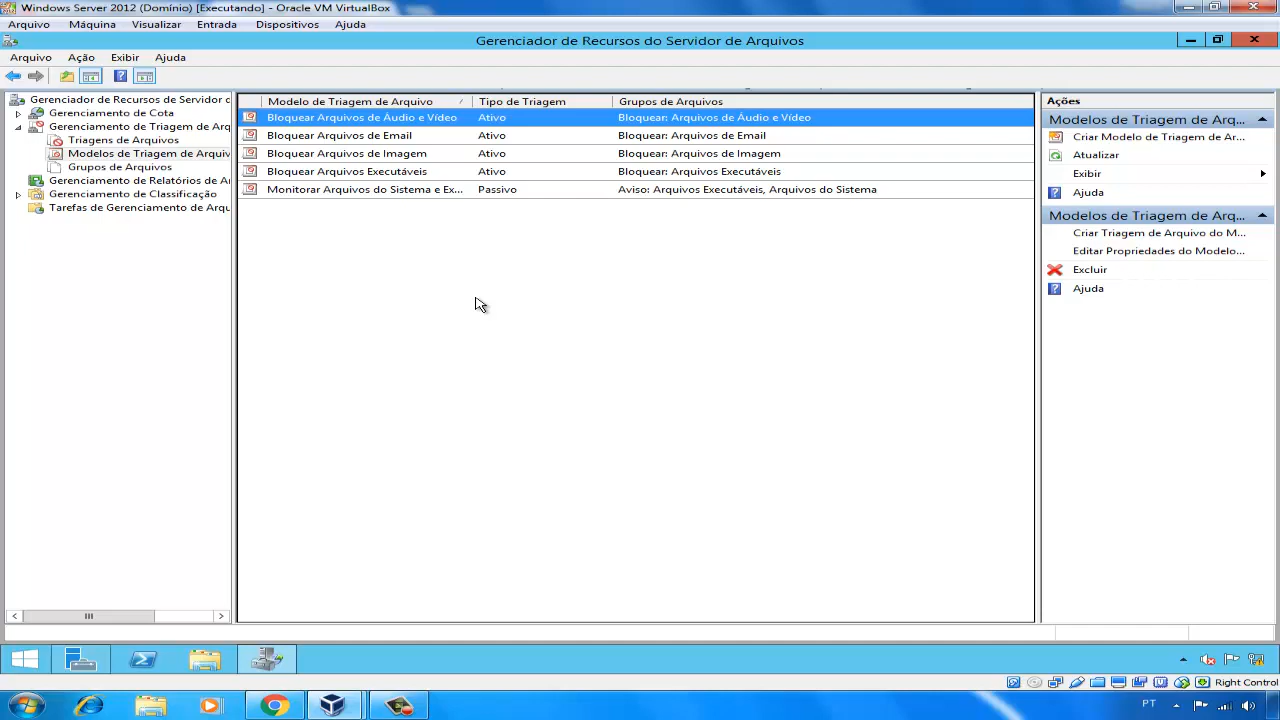 Windows Server 2012 (Domínio) [Executando] - Oracle VM VirtualBox
Arquivo Máquina Visualizar Entrada Dispositivos Ajuda
Gerenciador de Recursos do Servidor de Arquivos
Arquivo Ação Exibir Ajuda
Gerenciador de Recursos do Servidor c
Gerenciamento de Cota
Gerenciamento de Triagem de Arq
Triagens de Arquivos
Modelos de Triagem de Arquiv
Grupos de Arquivos
Gerenciamento de Relatórios de A
Gerenciamento de Classificação
Tarefas de Gerenciamento de Arqu
Modelo de Triagem de Arquivo Tipo de Triagem Grupos de Arquivos
Bloquear Arquivos de Áudio e Vídeo Ativo Bloquear: Arquivos de Áudio e Vídeo
Bloquear Arquivos de Email Ativo Bloquear: Arquivos de Email
Bloquear Arquivos de Imagem Ativo Bloquear: Arquivos de Imagem
Bloquear Arquivos Executáveis Ativo Bloquear: Arquivos Executáveis
Monitorar Arquivos do Sistema e Ex... Passivo Aviso: Arquivos Executáveis, Arquivos do Sistema
Ações
Modelos de Triagem de Arq...
Criar Modelo de Triagem de Ar...
Atualizar
Exibir
Ajuda
Modelos de Triagem de Arq...
Criar Triagem de Arquivo do M...
Editar Propriedades do Modelo...
Excluir
Ajuda
Right Control
PT